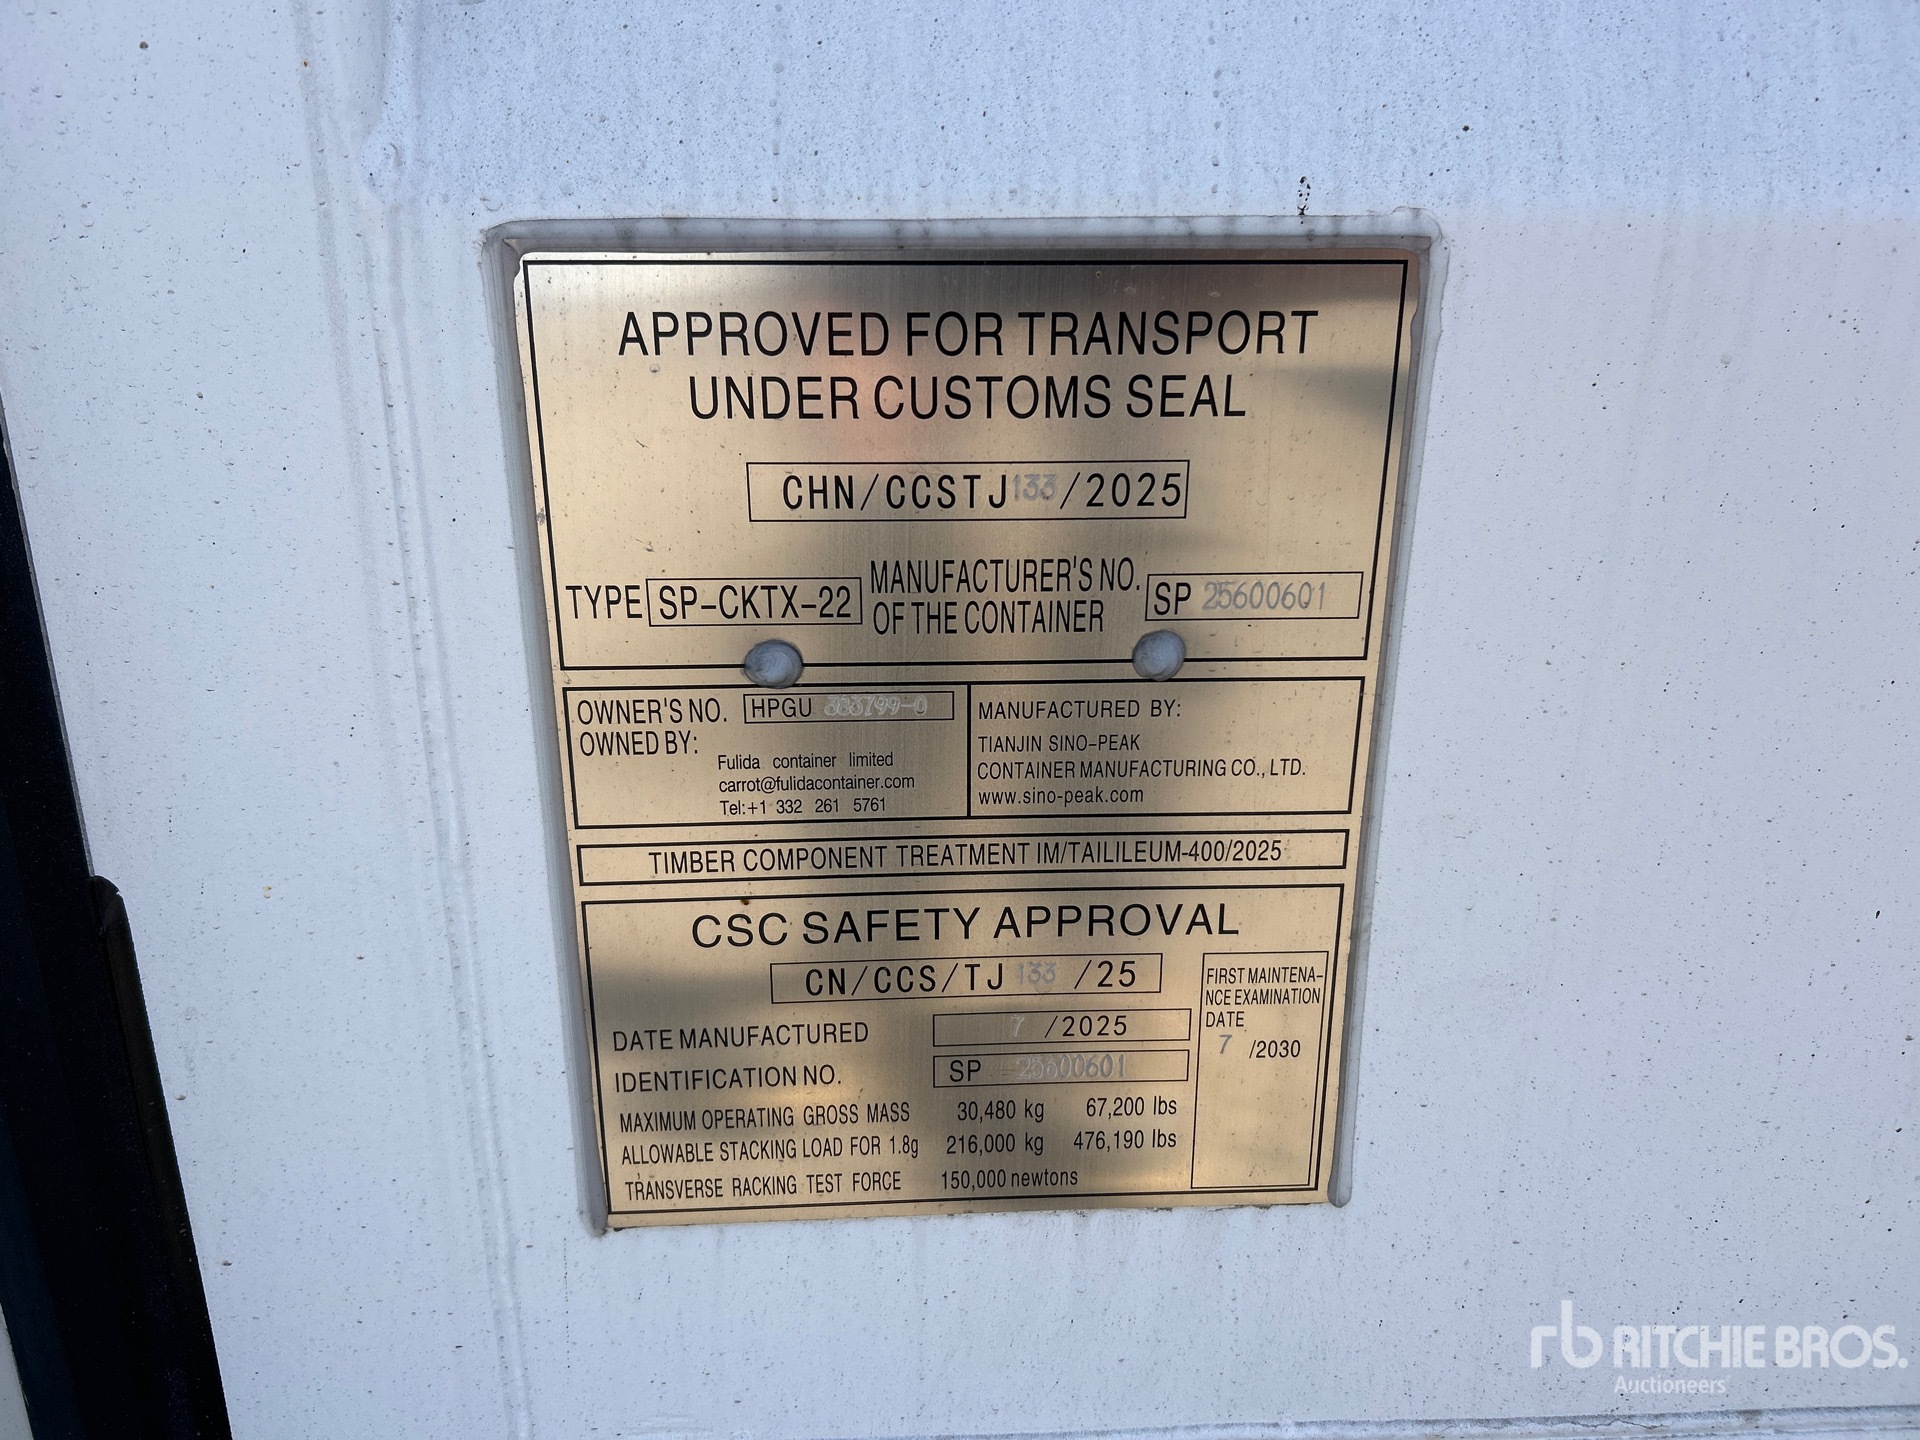 APPROVED FOR TRANSPORT
UNDER CUSTOMS SEAL
CHN/CCSTJ133/2025
TYPE SP-CKTX-22 MANUFACTURER'S NO. OF THE CONTAINER SP 25600601
OWNER'S NO. HPGU
OWNED BY:
Fulida container limited
carrot@fulidacontainer.com
Tel:+1 332 261 5761
MANUFACTURED BY:
TIANJIN SINO-PEAK
CONTAINER MANUFACTURING CO., LTD.
www.sino-peak.com
TIMBER COMPONENT TREATMENT IM/TAILILEUM-400/2025
CSC SAFETY APPROVAL
CN/CCS/TJ 133 /25
DATE MANUFACTURED 7 /2025
IDENTIFICATION NO. SP 25600601
MAXIMUM OPERATING GROSS MASS 30,480 kg 67,200 lbs
ALLOWABLE STACKING LOAD FOR 1.8g 216,000 kg 476,190 lbs
TRANSVERSE RACKING TEST FORCE 150,000 newtons
FIRST MAINTENA-
NCE EXAMINATION
DATE
7 /2030
rb RITCHIE BROS.
Auctioneers